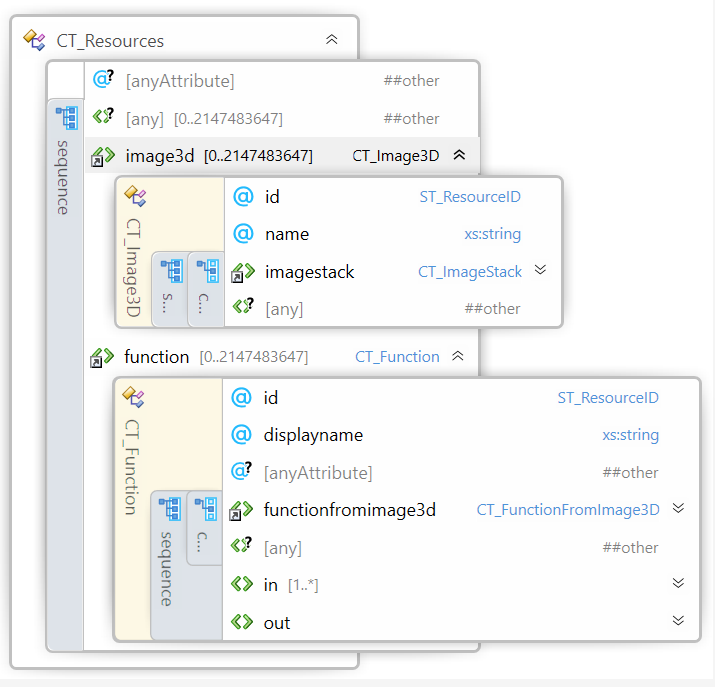 CT_Resources
[anyAttribute] ##other
[any] [0..2147483647] ##other
sequence
image3d [0..2147483647] CT_Image3D
CT_Image3D
s...
C...
id ST_ResourceID
name xs:string
imagestack CT_ImageStack
[any] ##other
function [0..2147483647] CT_Function
CT_Function
sequence
C...
id ST_ResourceID
displayname xs:string
[anyAttribute] ##other
functionfromimage3d CT_FunctionFromImage3D
[any] ##other
in [1..*]
out